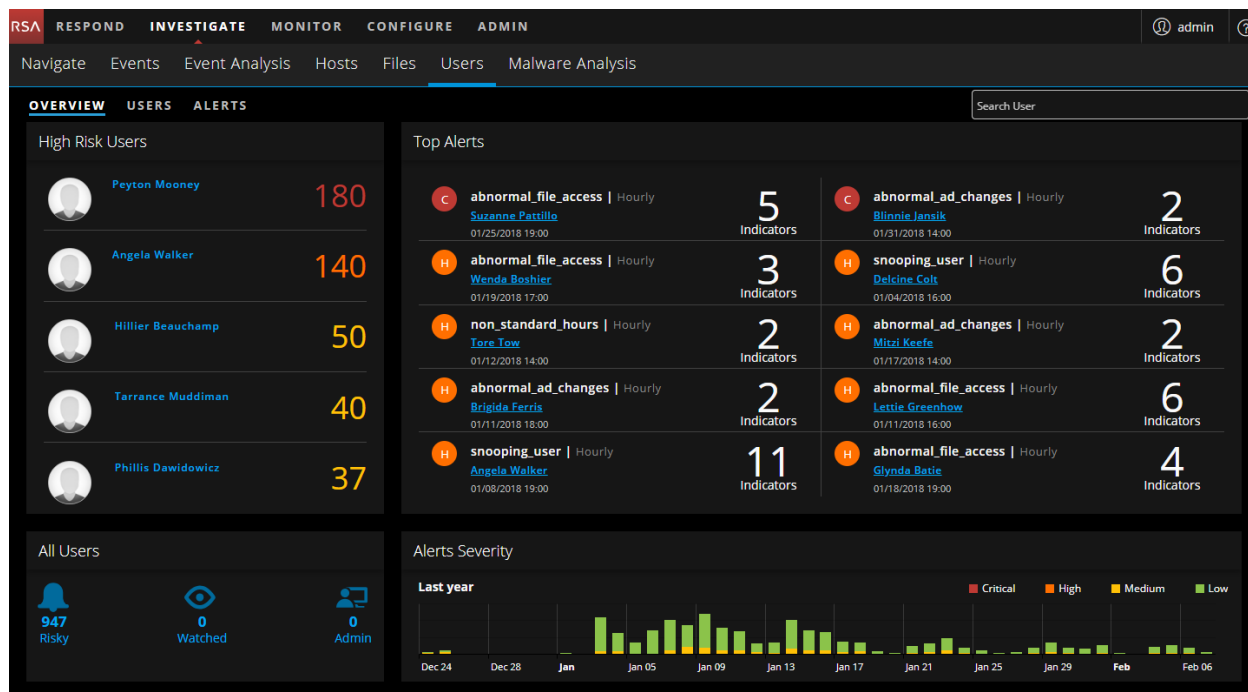 RSA RESPOND INVESTIGATE MONITOR CONFIGURE ADMIN admin ?
Navigate Events Event Analysis Hosts Files Users Malware Analysis
OVERVIEW USERS ALERTS Search User
High Risk Users
Peyton Mooney 180
Angela Walker 140
Hillier Beauchamp 50
Tarrance Muddiman 40
Phillis Dawidowicz 37
Top Alerts
C abnormal_file_access | Hourly
Suzanne Pattillo
01/25/2018 19:00
5
Indicators
C abnormal_ad_changes | Hourly
Blinnie Jansik
01/31/2018 14:00
2
Indicators
H abnormal_file_access | Hourly
Wenda Boshier
01/19/2018 17:00
3
Indicators
H snooping_user | Hourly
Delcine Colt
01/04/2018 16:00
6
Indicators
H non_standard_hours | Hourly
Tore Tow
01/12/2018 14:00
2
Indicators
H abnormal_ad_changes | Hourly
Mitzi Keefe
01/17/2018 14:00
2
Indicators
H abnormal_ad_changes | Hourly
Brigida Ferris
01/11/2018 18:00
2
Indicators
H abnormal_file_access | Hourly
Lettie Greenhow
01/11/2018 16:00
6
Indicators
H snooping_user | Hourly
Angela Walker
01/08/2018 19:00
11
Indicators
H abnormal_file_access | Hourly
Glynda Batie
01/18/2018 19:00
4
Indicators
All Users
947 0 0
Risky Watched Admin
Alerts Severity
Last year Critical High Medium Low
Dec 24 Dec 28 Jan Jan 05 Jan 09 Jan 13 Jan 17 Jan 21 Jan 25 Jan 29 Feb Feb 06